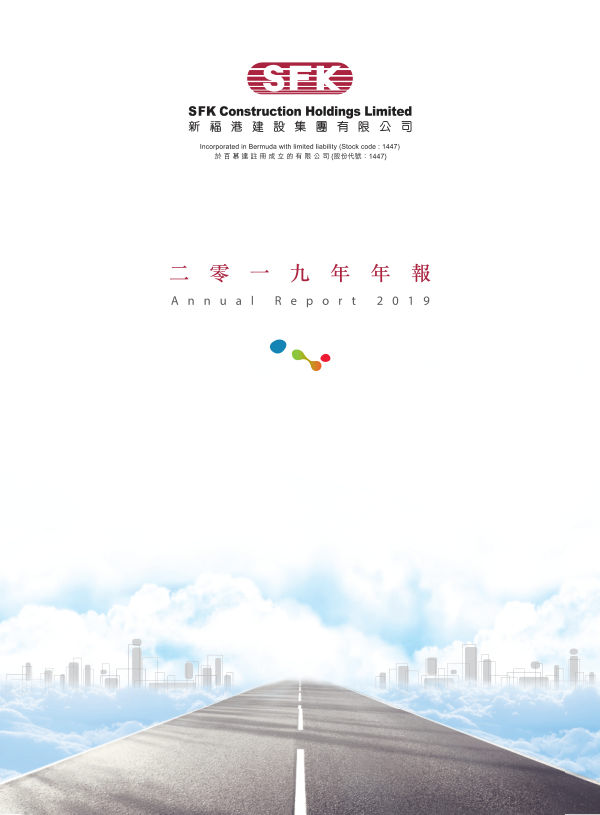 SFK
SFK Construction Holdings Limited
新福港建設集團有限公司
Incorporated in Bermuda with limited liability (Stock code : 1447)
於百慕達註冊成立的有限公司 (股份代號：1447)
二零一九年年報
Annual Report 2019